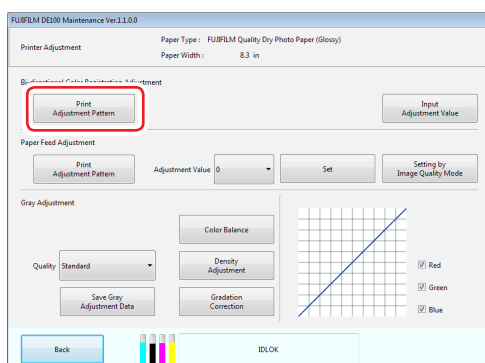 FUJIFILM DE100 Maintenance Ver.1.1.0.0
Printer Adjustment
Paper Type : FUJIFILM Quality Dry Photo Paper (Glossy)
Paper Width : 8.3 in
Bi-directional Color Registration Adjustment
Print
Adjustment Pattern
Input
Adjustment Value
Paper Feed Adjustment
Print
Adjustment Pattern
Adjustment Value 0
Set
Setting by
Image Quality Mode
Gray Adjustment
Color Balance
Quality Standard
Density
Adjustment
Save Gray
Adjustment Data
Gradation
Correction
Red
Green
Blue
Back
IDLOK